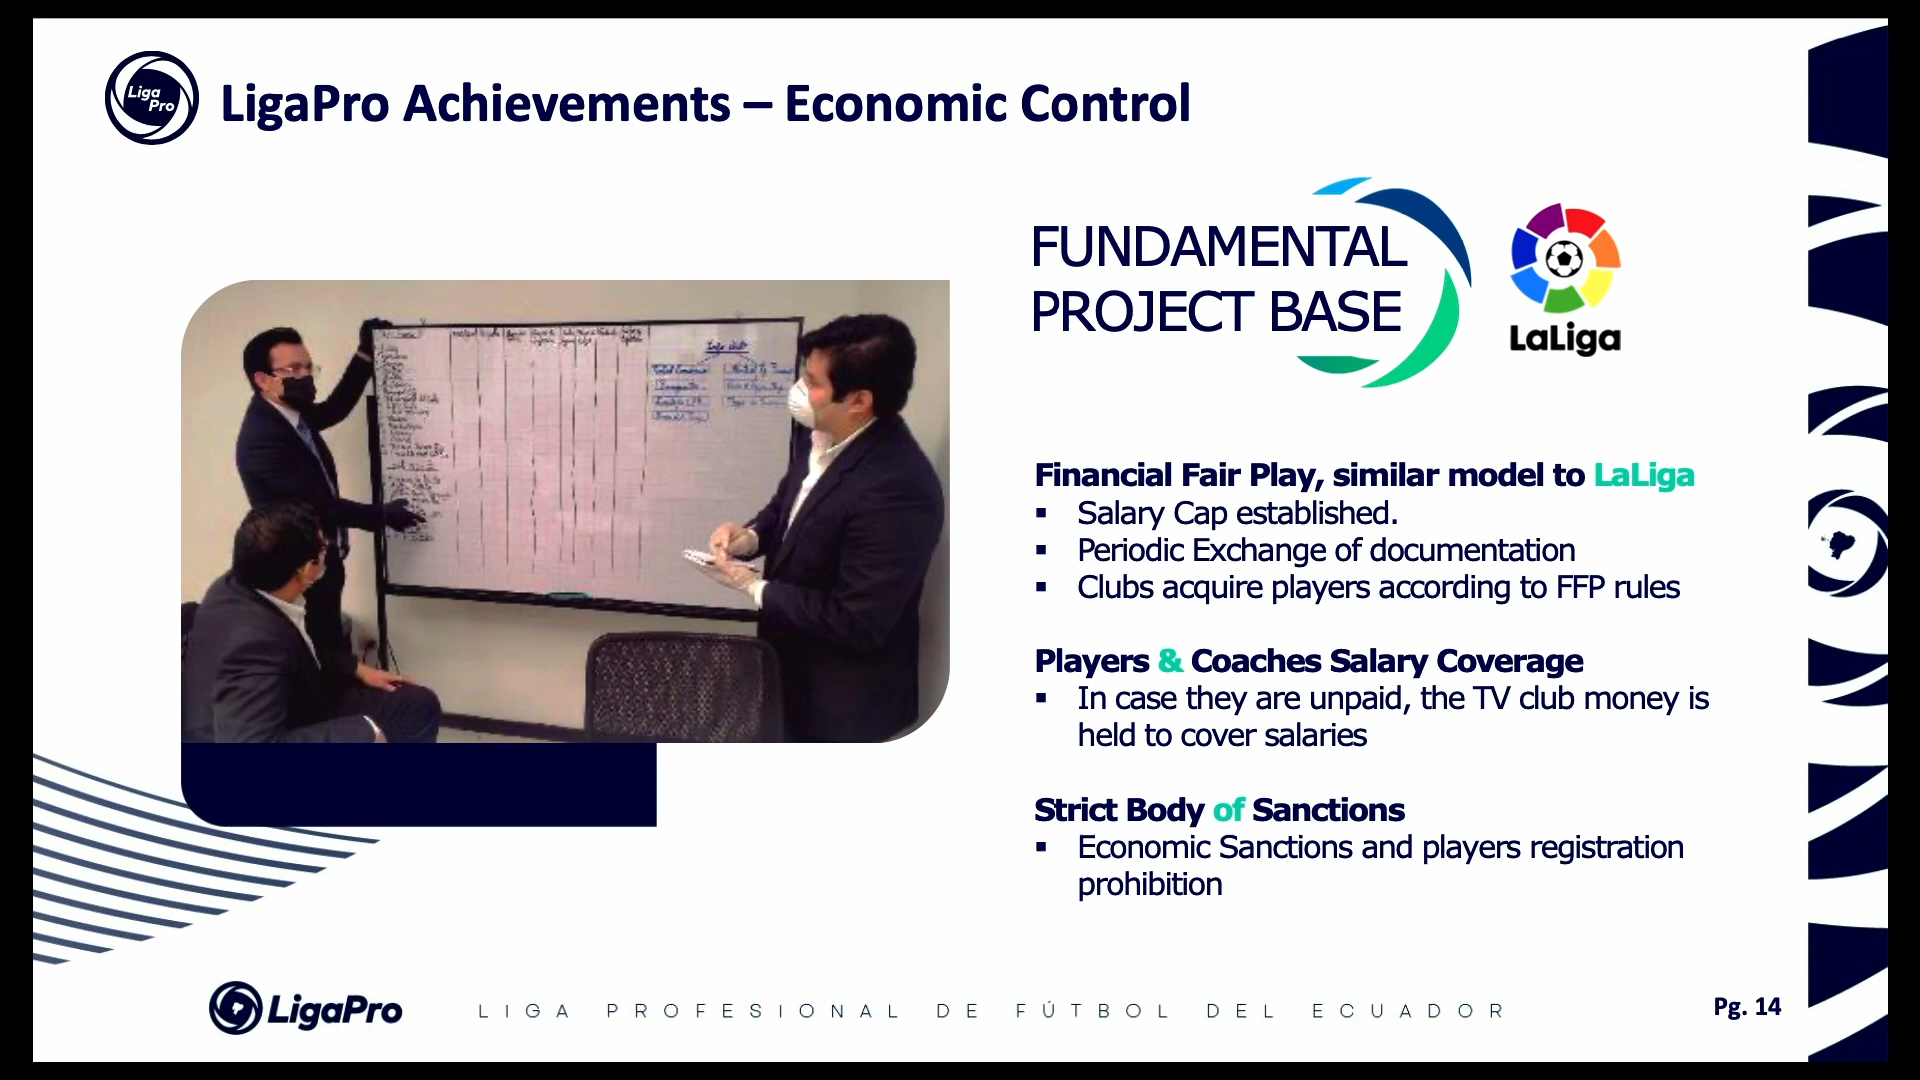 Liga
Pro
LigaPro Achievements – Economic Control
FUNDAMENTAL
PROJECT BASE
LaLiga
Financial Fair Play, similar model to LaLiga
▪ Salary Cap established.
▪ Periodic Exchange of documentation
▪ Clubs acquire players according to FFP rules
Players & Coaches Salary Coverage
▪ In case they are unpaid, the TV club money is
held to cover salaries
Strict Body of Sanctions
▪ Economic Sanctions and players registration
prohibition
LigaPro
LIGA PROFESIONAL DE FÚTBOL DEL ECUADOR
Pg. 14